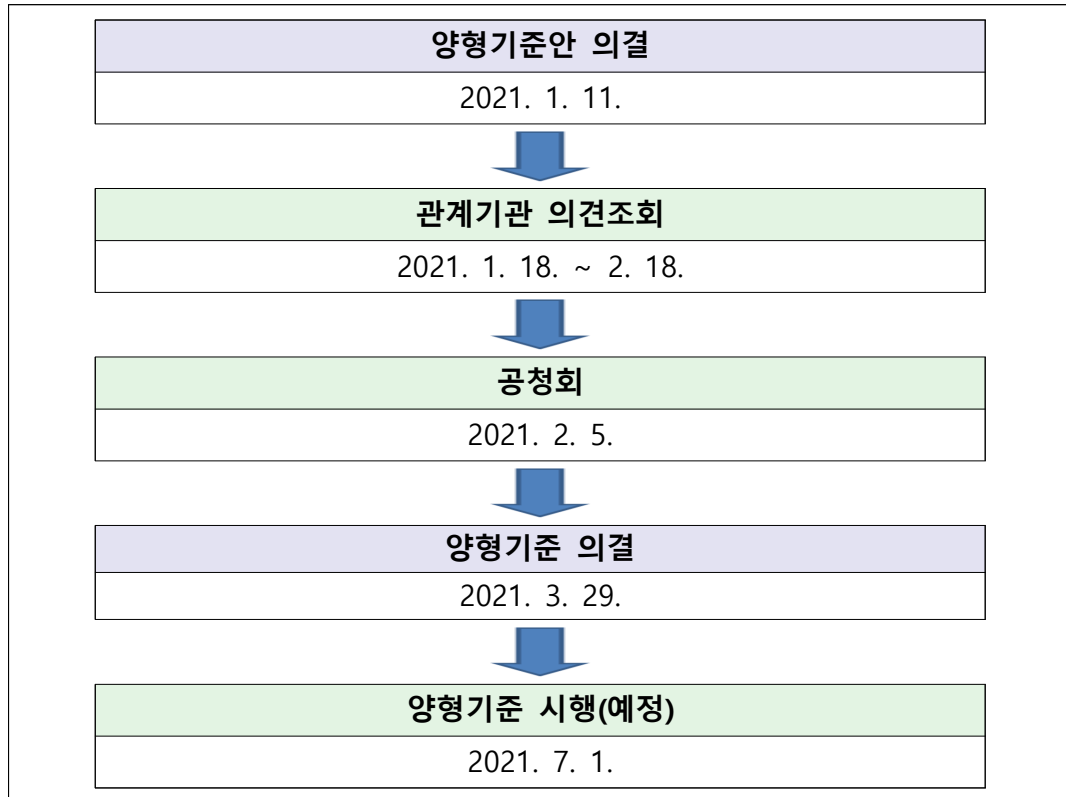 양형기준안 의결
2021. 1. 11.
관계기관 의견조회
2021. 1. 18. ~ 2. 18.
공청회
2021. 2. 5.
양형기준 의결
2021. 3. 29.
양형기준 시행(예정)
2021. 7. 1.